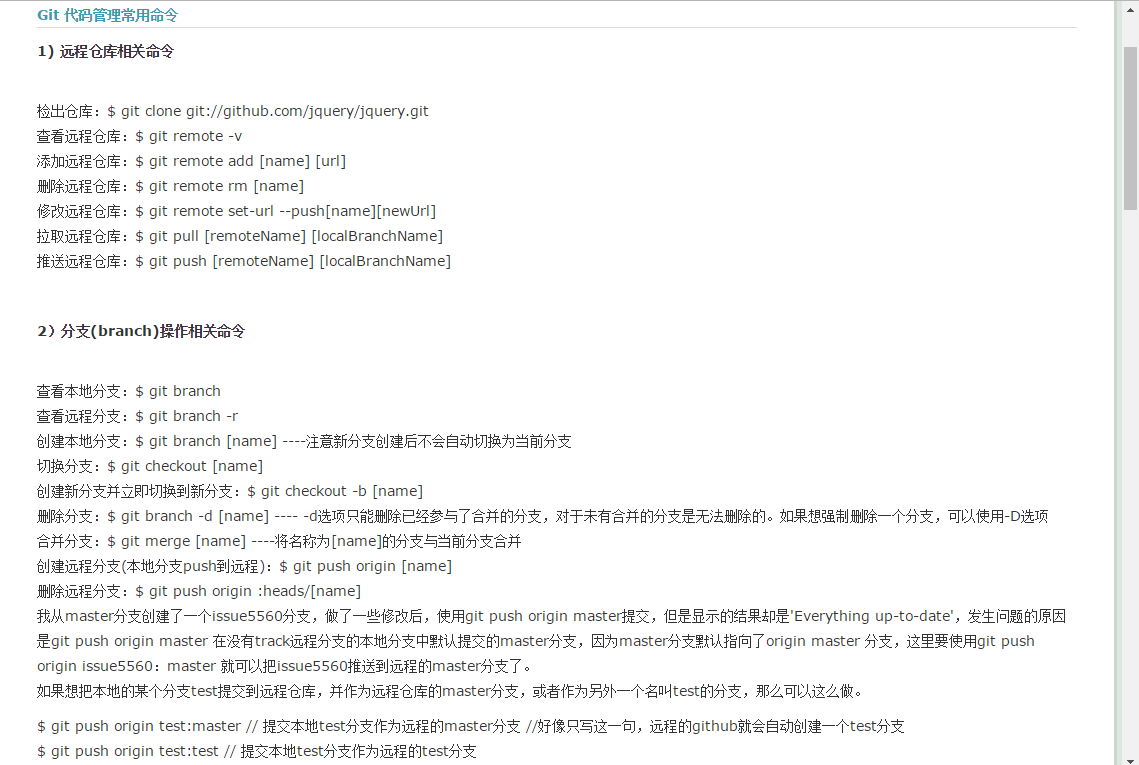 Git 代码管理常用命令
1) 远程仓库相关命令
检出仓库：$ git clone git://github.com/jquery/jquery.git
查看远程仓库：$ git remote -v
添加远程仓库：$ git remote add [name] [url]
删除远程仓库：$ git remote rm [name]
修改远程仓库：$ git remote set-url --push[name][newUrl]
拉取远程仓库：$ git pull [remoteName] [localBranchName]
推送远程仓库：$ git push [remoteName] [localBranchName]
2）分支(branch)操作相关命令
查看本地分支：$ git branch
查看远程分支：$ git branch -r
创建本地分支：$ git branch [name] ----注意新分支创建后不会自动切换为当前分支
切换分支：$ git checkout [name]
创建新分支并立即切换到新分支：$ git checkout -b [name]
删除分支：$ git branch -d [name] ---- -d选项只能删除已经参与了合并的分支，对于未有合并的分支是无法删除的。如果想强制删除一个分支，可以使用-D选项
合并分支：$ git merge [name] ----将名称为[name]的分支与当前分支合并
创建远程分支(本地分支push到远程)：$ git push origin [name]
删除远程分支：$ git push origin :heads/[name]
我从master分支创建了一个issue5560分支，做了一些修改后，使用git push origin master提交，但是显示的结果却是'Everything up-to-date'，发生问题的原因
是git push origin master 在没有track远程分支的本地分支中默认提交的master分支，因为master分支默认指向了origin master 分支，这里要使用git push
origin issue5560：master 就可以把issue5560推送到远程的master分支了。
如果想把本地的某个分支test提交到远程仓库，并作为远程仓库的master分支，或者作为另外一个名叫test的分支，那么可以这么做。
$ git push origin test:master // 提交本地test分支作为远程的master分支 //好像只写这一句，远程的github就会自动创建一个test分支
$ git push origin test:test // 提交本地test分支作为远程的test分支